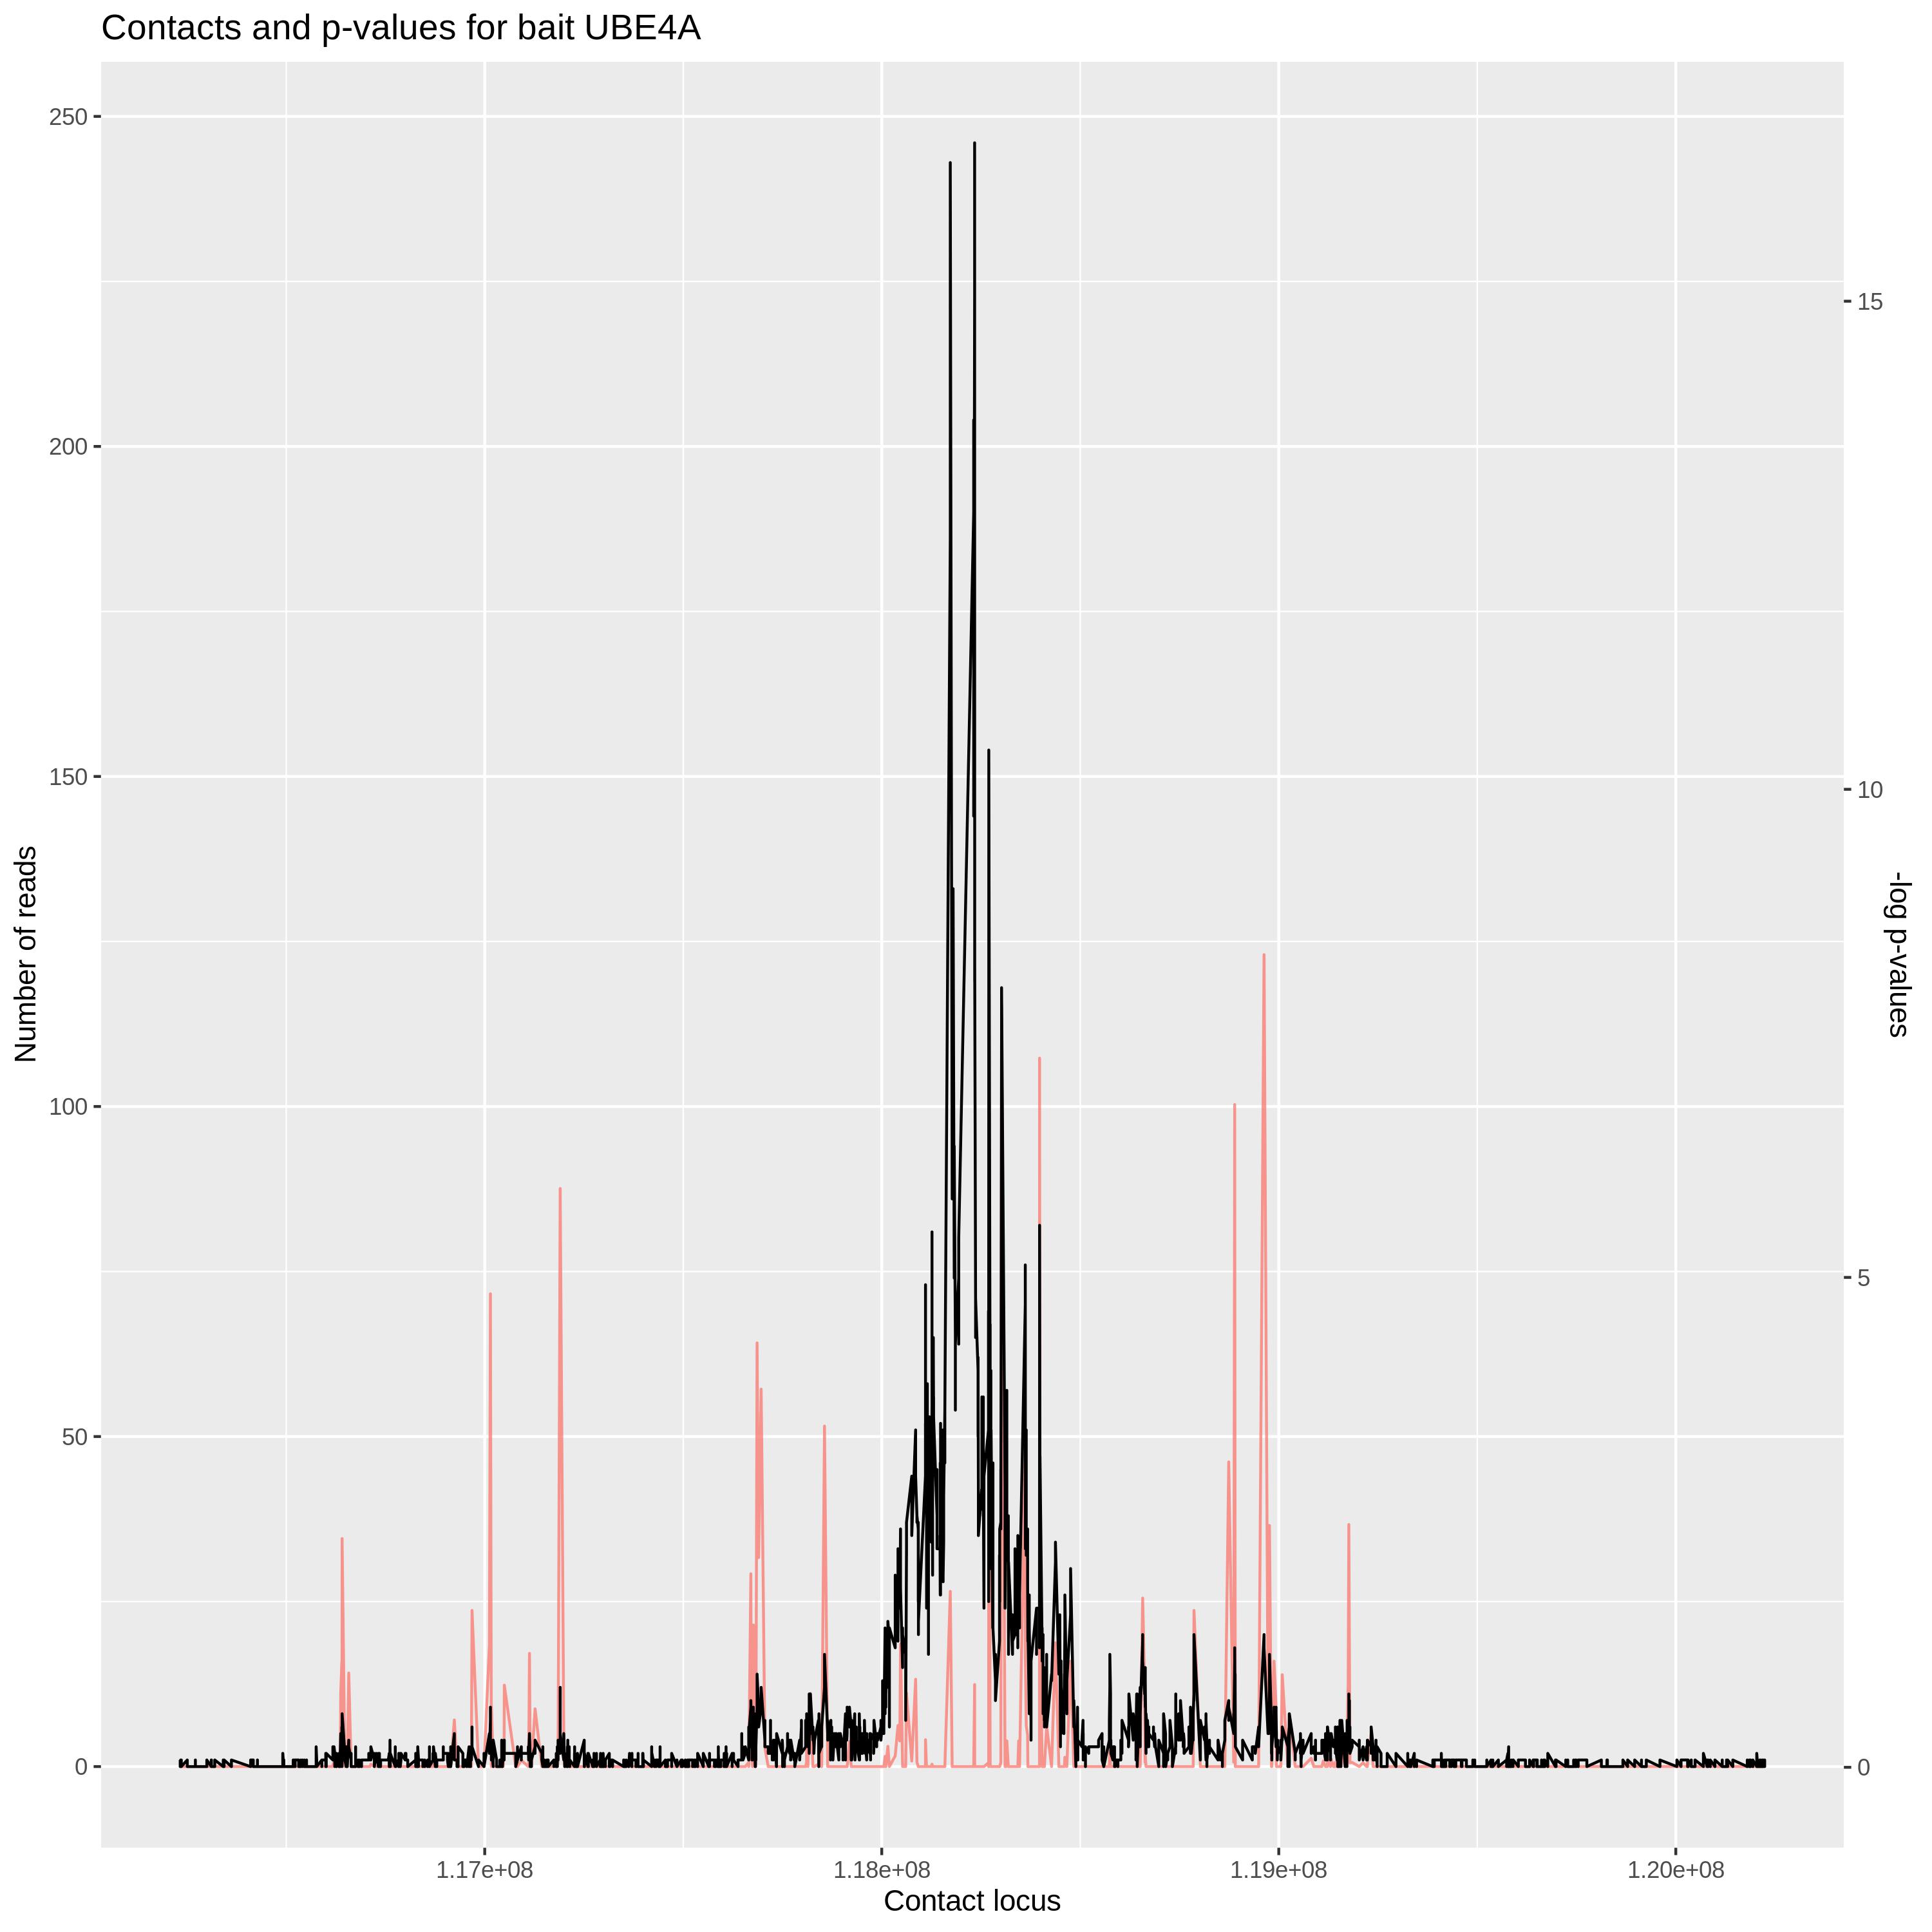 Contacts and p-values for bait UBE4A
250
200
150
100
50
0
Number of reads
15
10
5
0
-log p-values
1.17e+08
1.18e+08
1.19e+08
1.20e+08
Contact locus